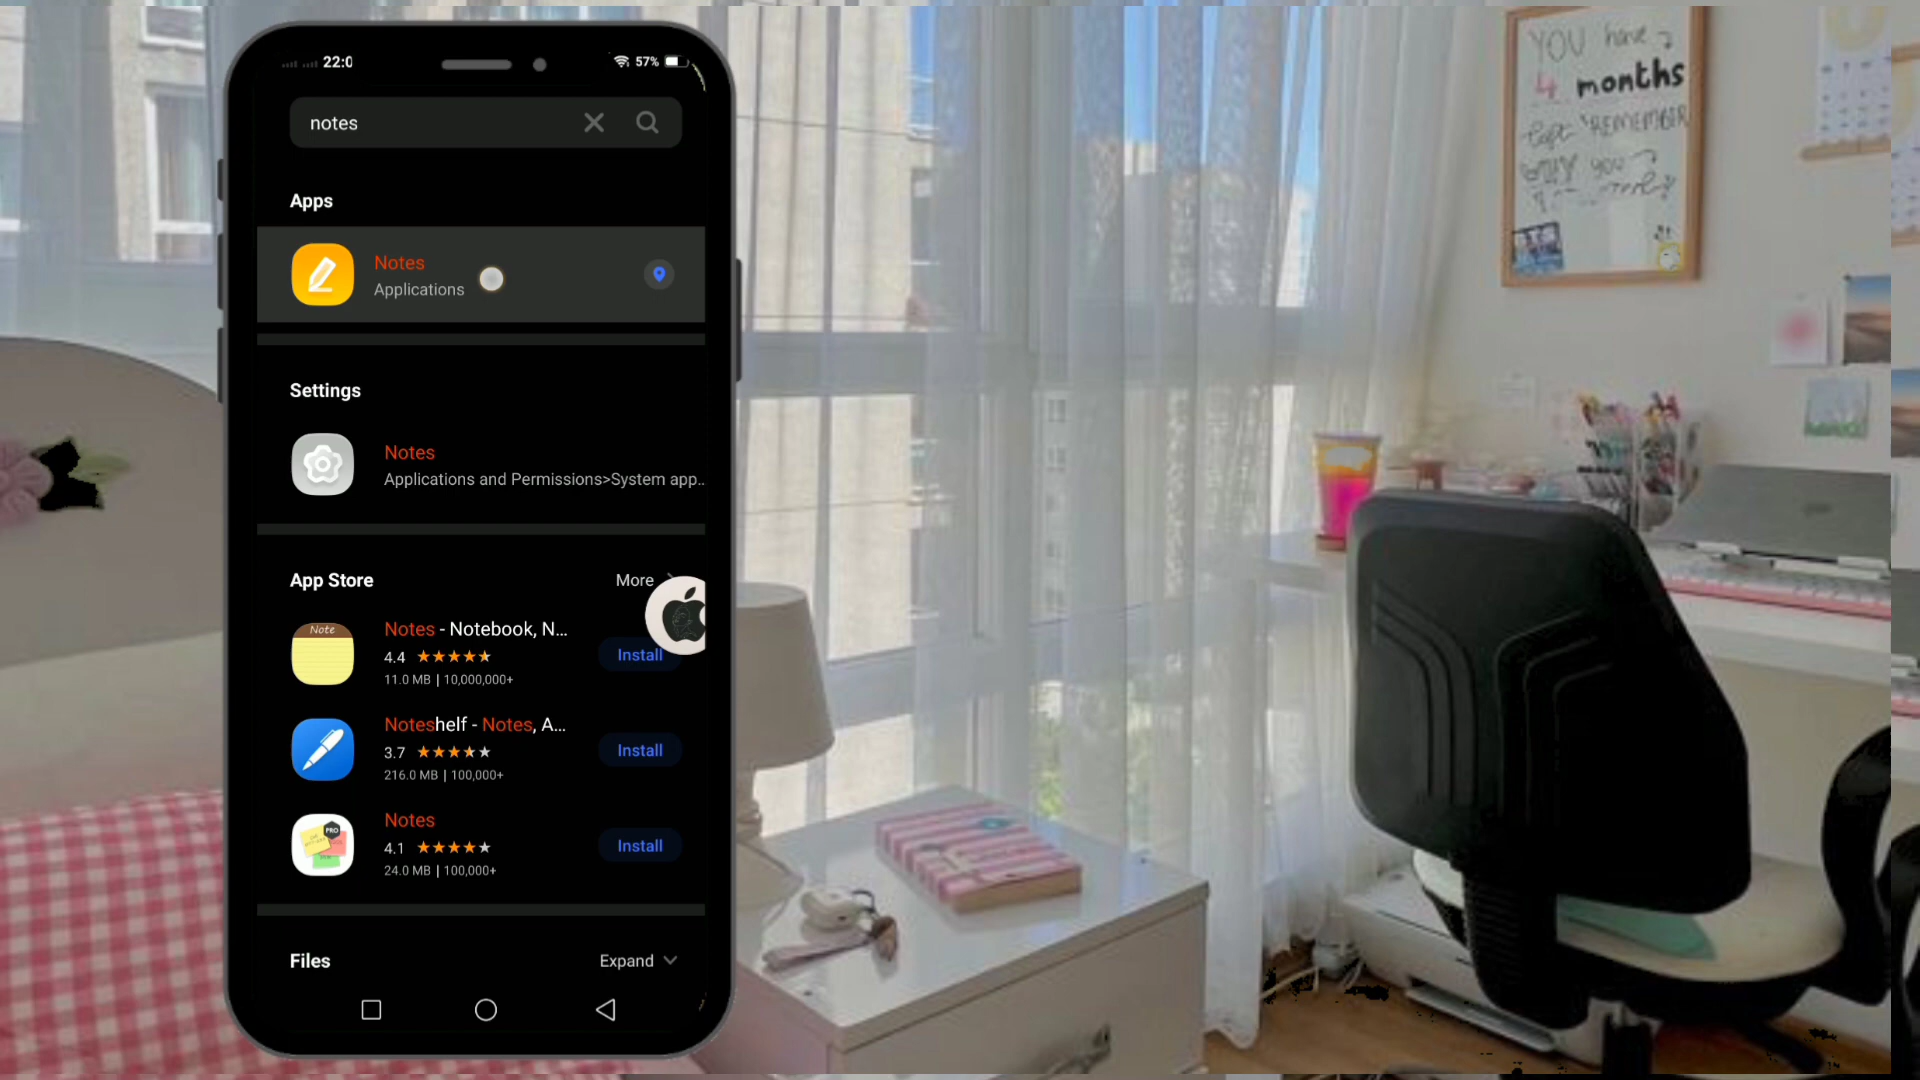 22:0
57%
notes
Apps
Notes
Applications
Settings
Notes
Applications and Permissions>System app..
App Store
More
Note
Notes - Notebook, N...
4.4
Install
11.0 MB | 10,000,000+
Noteshelf - Notes, A...
3.7
Install
216.0 MB | 100,000+
PRO
Notes
4.1
Install
24.0 MB | 100,000+
Files
Expand
YOU have
4 months
left REMEMBER
why you